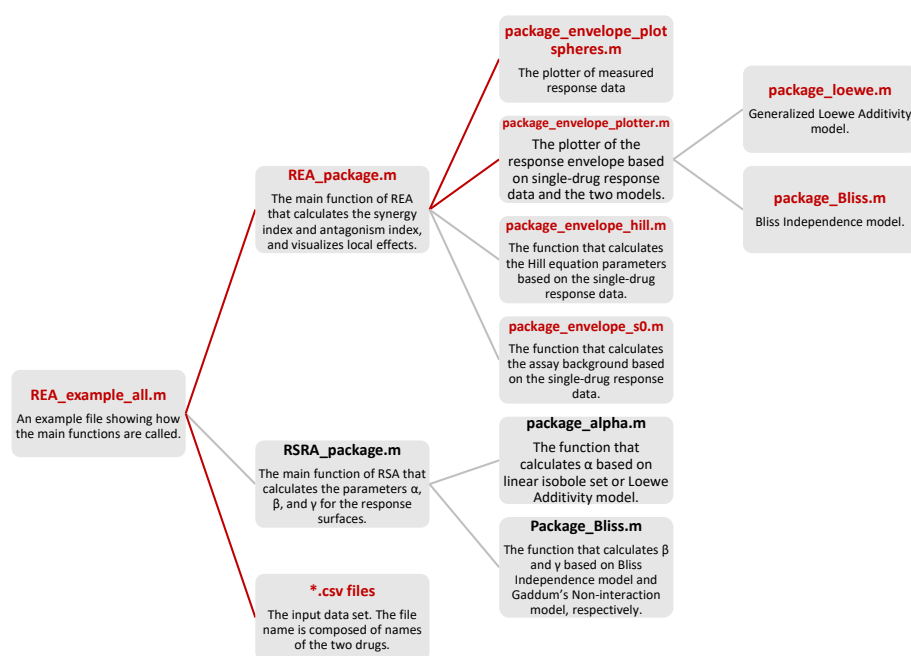 package_envelope_plot
spheres.m
The plotter of measured
response data
package_envelope_plotter.m
The plotter of the
response envelope based
on single-drug response
data and the two models.
package_loewe.m
Generalized Loewe Additivity
model.
package_Bliss.m
Bliss Independence model.
REA_package.m
The main function of REA
that calculates the synergy
index and antagonism index,
and visualizes local effects.
package_envelope_hill.m
The function that calculates
the Hill equation parameters
based on the single-drug
response data.
package_envelope_s0.m
The function that calculates
the assay background based
on the single-drug response
data.
REA_example_all.m
An example file showing how
the main functions are called.
RSRA_package.m
The main function of RSA that
calculates the parameters α,
β, and γ for the response
surfaces.
package_alpha.m
The function that
calculates α based on
linear isobole set or Loewe
Additivity model.
Package_Bliss.m
The function that calculates β
and γ based on Bliss
Independence model and
Gaddum’s Non-interaction
model, respectively.
*.csv files
The input data set. The file
name is composed of names
of the two drugs.